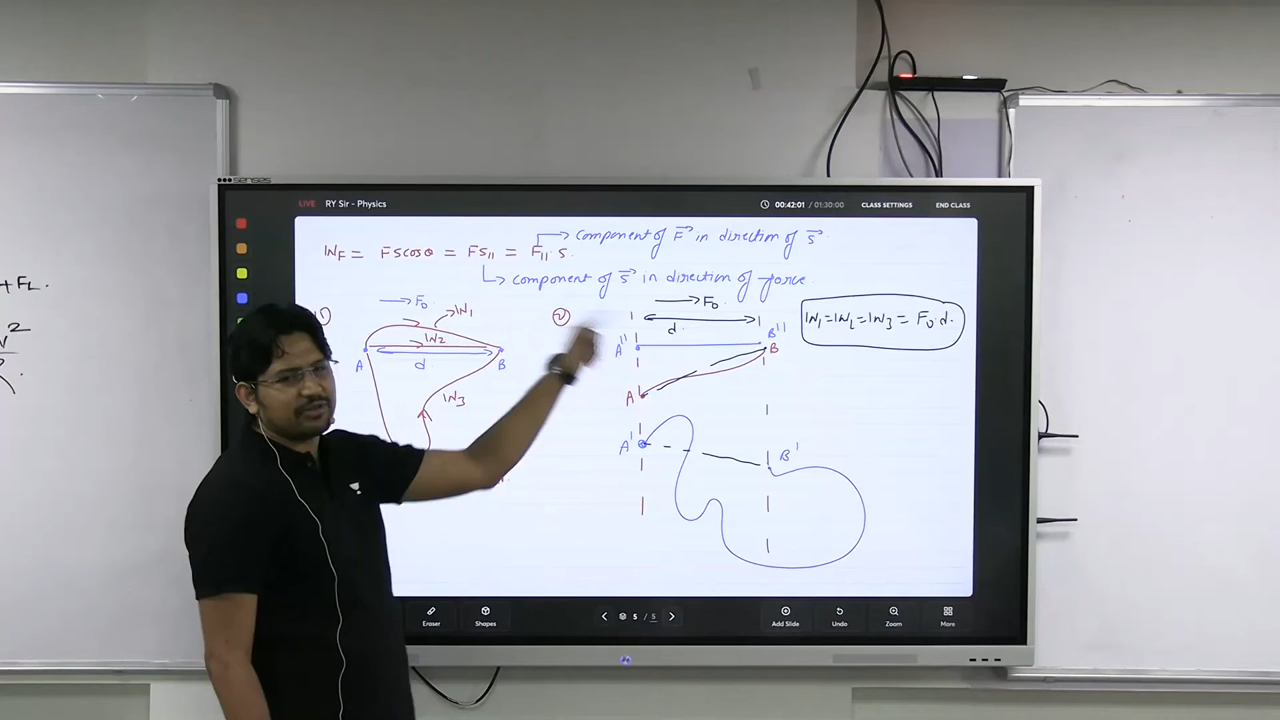 senses
LIVE RY Sir - Physics 00:42:01 / 01:30:00 CLASS SETTINGS END CLASS
component of F⃗ in direction of s⃗
W_F = Fscosθ = Fs_∥ = F_∥ · s.
component of s⃗ in direction of force
+ F_L.
F₀
W₁
W₂
A d B
W₃
F₀
d.
A'' B''
B
A
A' B'
W₁ = W₂ = W₃ = F₀ · d.
Eraser Shapes 5 / 5 Add Slide Undo Zoom More